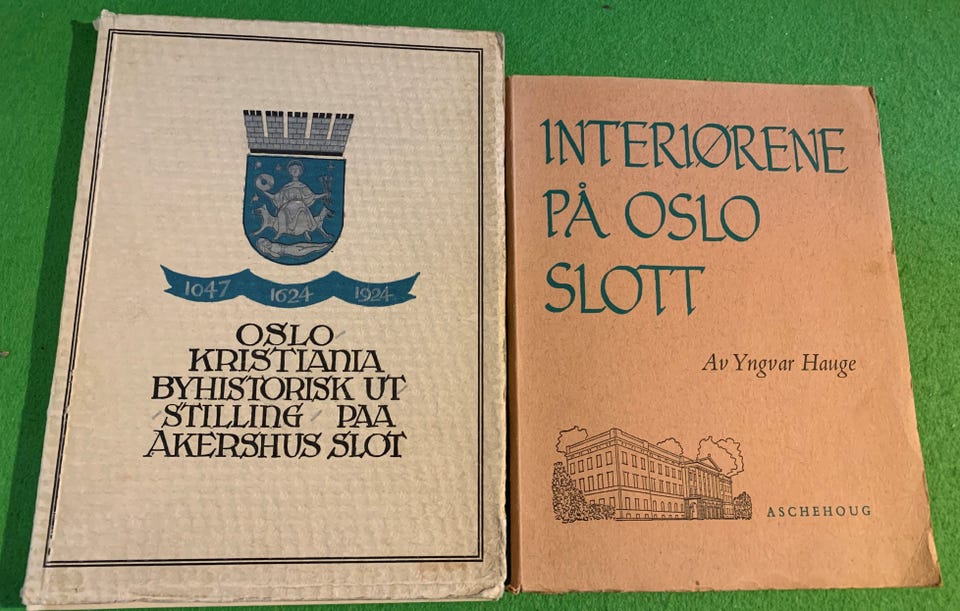 1047 1624 1924
OSLO
KRISTIANIA
BYHISTORISK UT
STILLING PAA
AKERSHUS SLOT
INTERIØRENE
PÅ OSLO
SLOTT
Av Yngvar Hauge
ASCHEHOUG